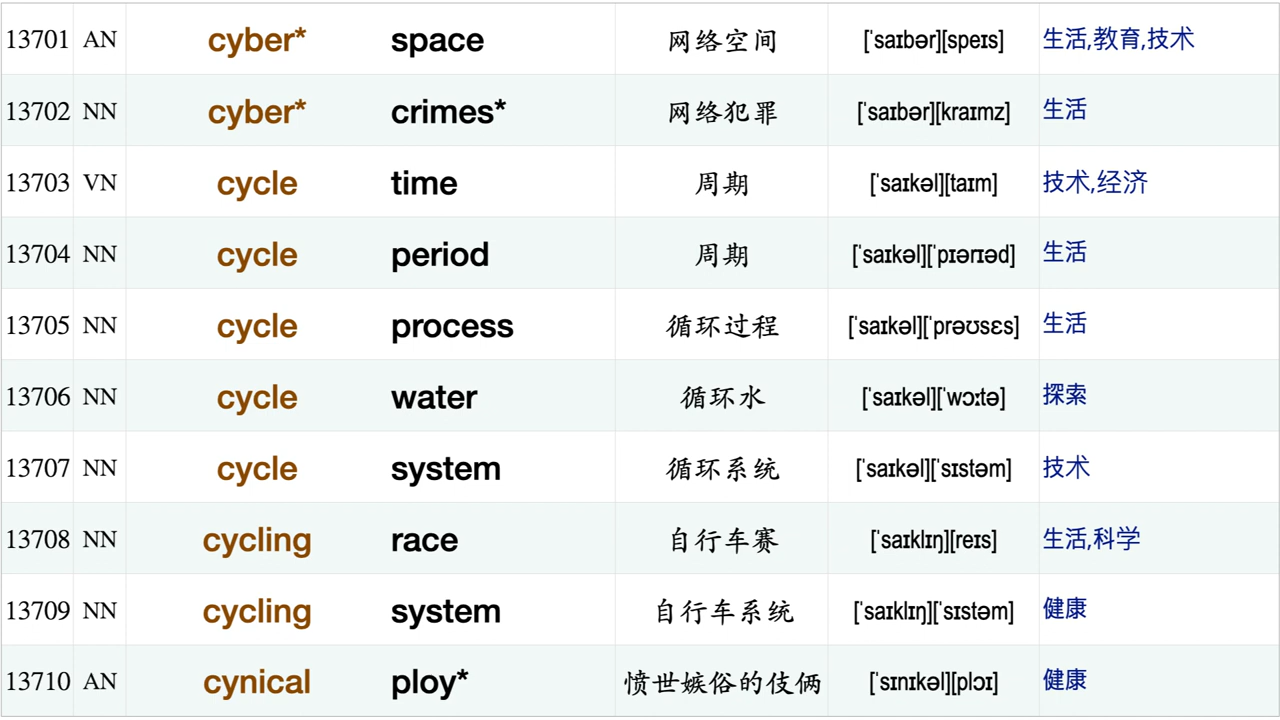 13701 AN cyber* space 网络空间 [ˈsaɪbər][speɪs] 生活,教育,技术
13702 NN cyber* crimes* 网络犯罪 [ˈsaɪbər][kraɪmz] 生活
13703 VN cycle time 周期 [ˈsaɪkəl][taɪm] 技术,经济
13704 NN cycle period 周期 [ˈsaɪkəl][ˈpɪərɪəd] 生活
13705 NN cycle process 循环过程 [ˈsaɪkəl][ˈprəʊsɛs] 生活
13706 NN cycle water 循环水 [ˈsaɪkəl][ˈwɔːtə] 探索
13707 NN cycle system 循环系统 [ˈsaɪkəl][ˈsɪstəm] 技术
13708 NN cycling race 自行车赛 [ˈsaɪklɪŋ][reɪs] 生活,科学
13709 NN cycling system 自行车系统 [ˈsaɪklɪŋ][ˈsɪstəm] 健康
13710 AN cynical ploy* 愤世嫉俗的伎俩 [ˈsɪnɪkəl][plɔɪ] 健康